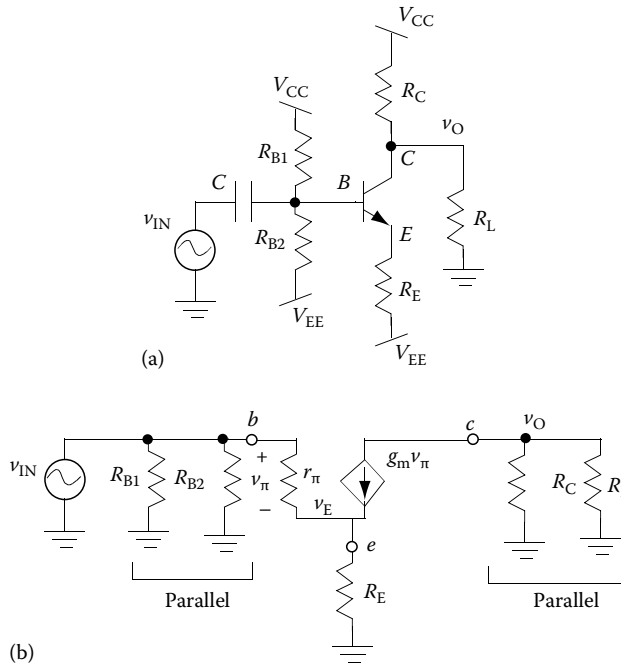 V_CC
V_CC
R_C
v_O
C
R_B1
C
B
v_IN
R_B2
E
R_L
R_E
V_EE
V_EE
(a)
b
c
v_O
v_IN
R_B1
R_B2
+
v_π
−
r_π
g_m v_π
v_E
e
R_C
R
Parallel
R_E
Parallel
(b)